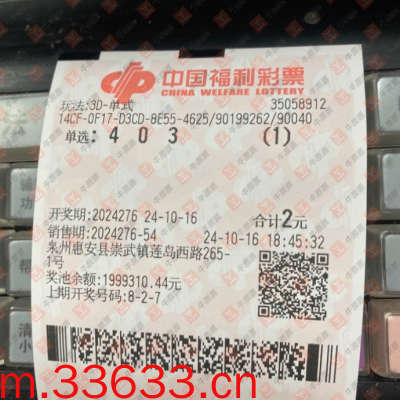 中国福利彩票
CHINA WELFARE LOTTERY
玩法:3D-单式 35058912
14CF-0F17-D3CD-8E55-4625/90199262/90040
单选: 4 0 3 (1)
开奖期:2024276 24-10-16 合计2元
销售期:2024276-54 24-10-16 18:45:32
泉州惠安县崇武镇莲岛西路265-
1号
奖池余额:1999310.44元
上期开奖号码:8-2-7
m.33633.cn